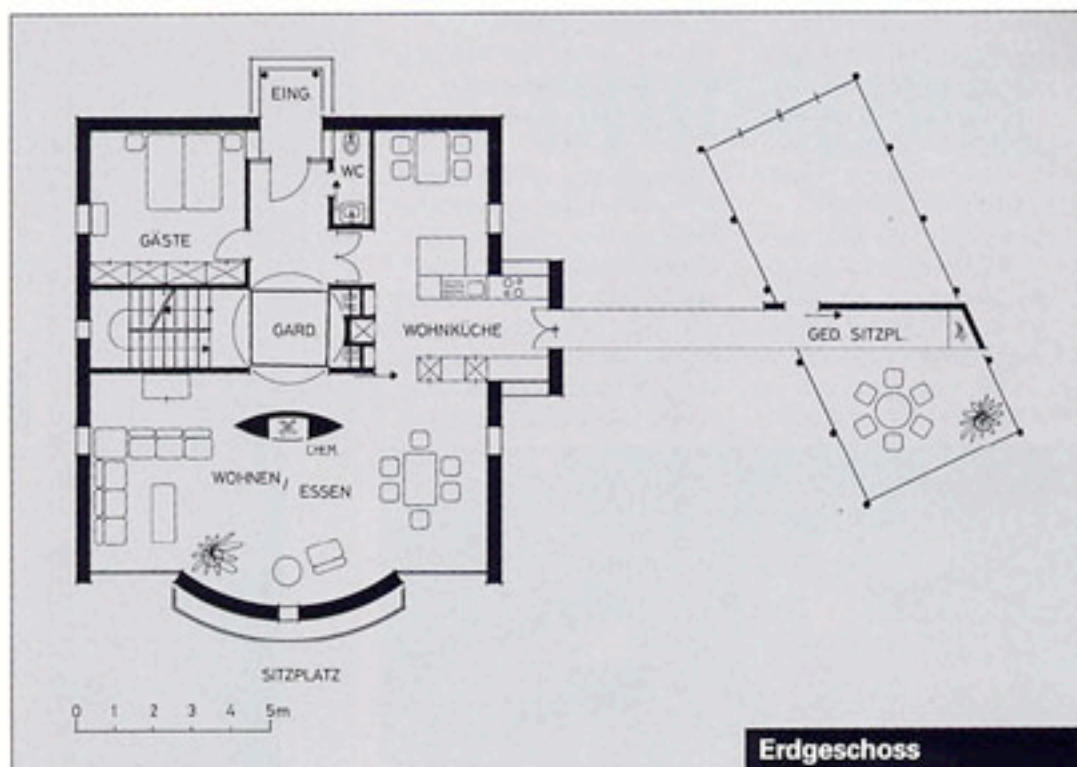 EING.
WC
GÄSTE
GARD.
WOHNKÜCHE
GED. SITZPL.
CHEM.
WOHNEN/
ESSEN
SITZPLATZ
0 1 2 3 4 5m
Erdgeschoss